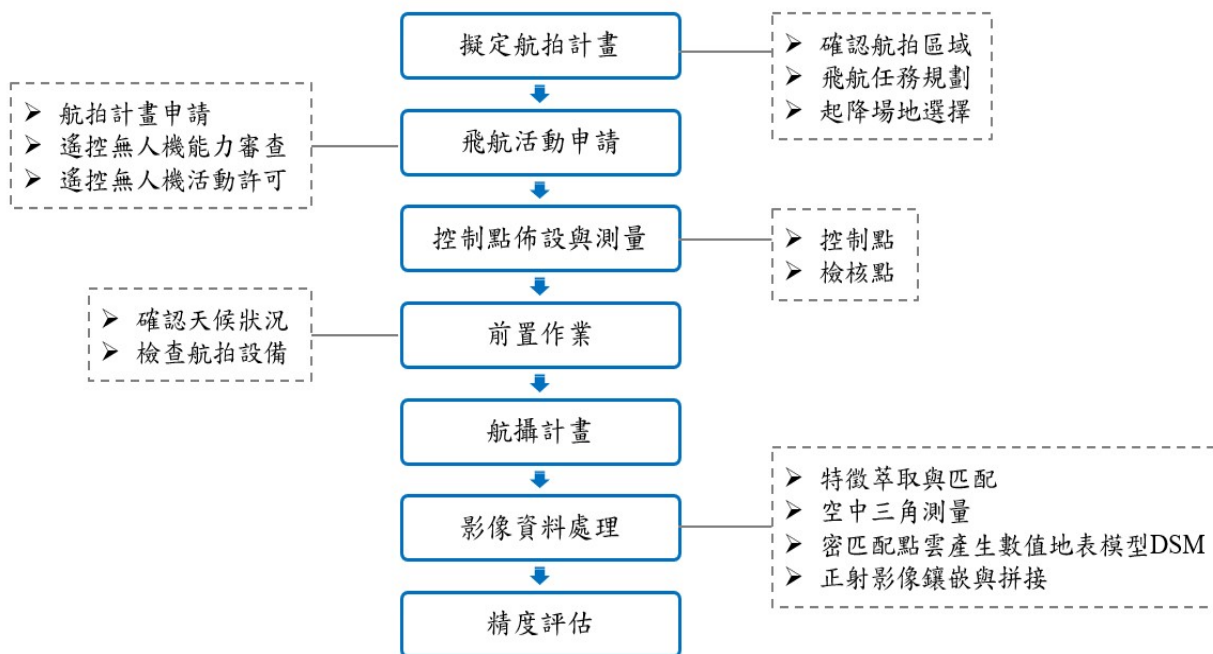 擬定航拍計畫
➢ 確認航拍區域
➢ 飛航任務規劃
➢ 起降場地選擇
飛航活動申請
➢ 航拍計畫申請
➢ 遙控無人機能力審查
➢ 遙控無人機活動許可
控制點佈設與測量
➢ 控制點
➢ 檢核點
前置作業
➢ 確認天候狀況
➢ 檢查航拍設備
航攝計畫
影像資料處理
➢ 特徵萃取與匹配
➢ 空中三角測量
➢ 密匹配點雲產生數值地表模型DSM
➢ 正射影像鑲嵌與拼接
精度評估